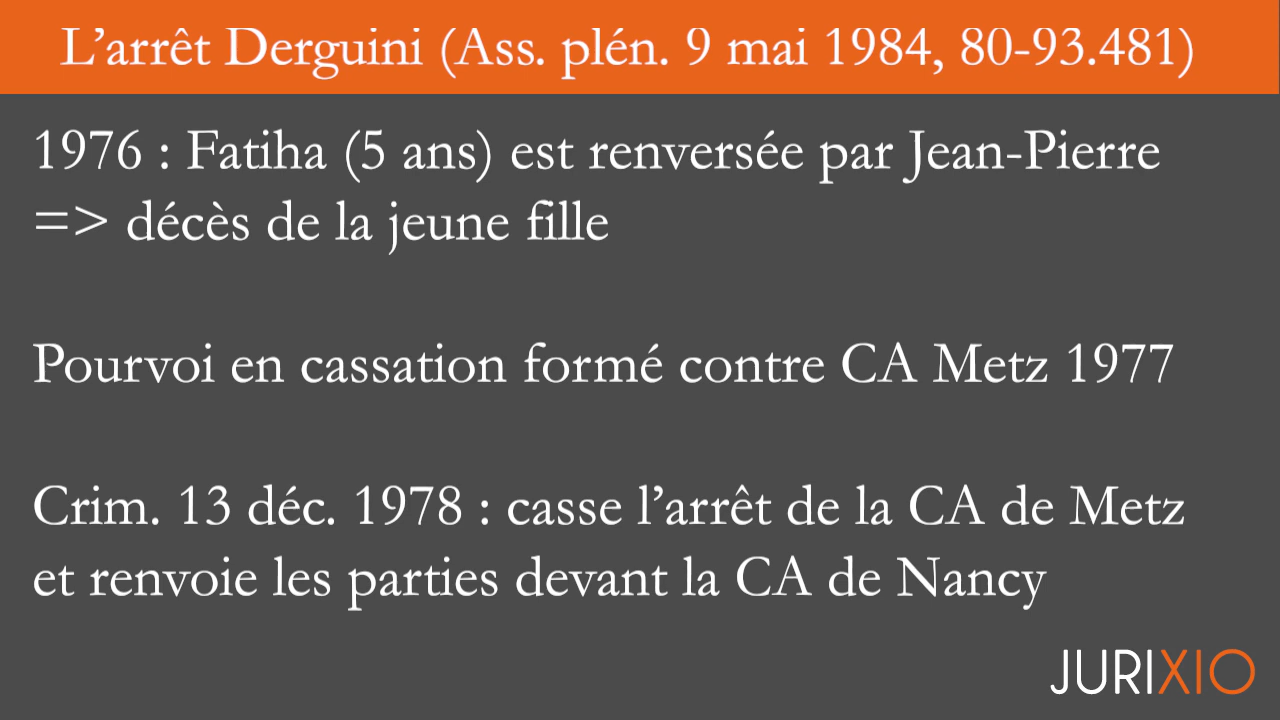 L’arrêt Derguini (Ass. plén. 9 mai 1984, 80-93.481)
1976 : Fatiha (5 ans) est renversée par Jean-Pierre
=> décès de la jeune fille
Pourvoi en cassation formé contre CA Metz 1977
Crim. 13 déc. 1978 : casse l’arrêt de la CA de Metz
et renvoie les parties devant la CA de Nancy
JURIXIO